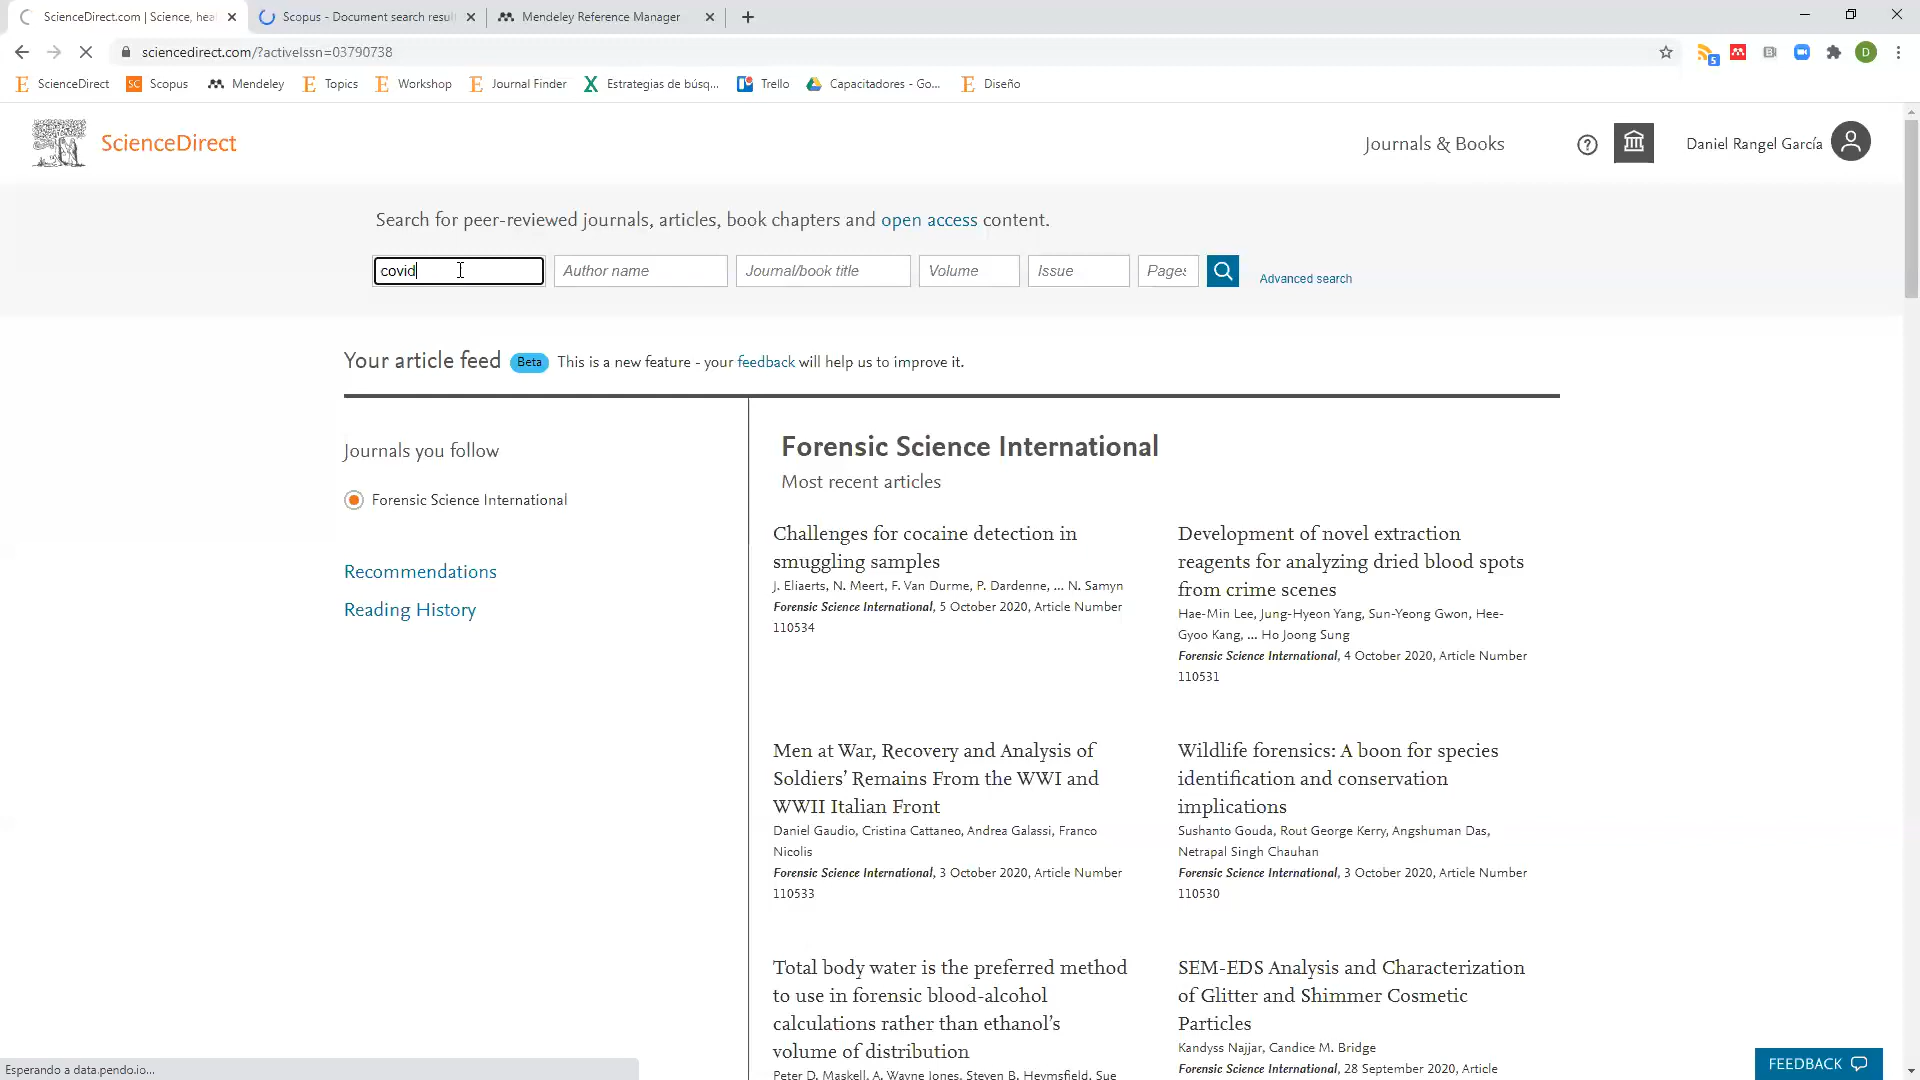 ScienceDirect.com | Science, hea
Scopus - Document search resul
Mendeley Reference Manager
sciencedirect.com/?activeIssn=03790738
5
D
ScienceDirect
SC Scopus
Mendeley
Topics
Workshop
Journal Finder
Estrategias de búsq...
Trello
Capacitadores - Go...
Diseño
ScienceDirect
Journals & Books
Daniel Rangel García
Search for peer-reviewed journals, articles, book chapters and open access content.
covid
Author name
Journal/book title
Volume
Issue
Pages
Advanced search
Your article feed Beta This is a new feature - your feedback will help us to improve it.
Journals you follow
Forensic Science International
Recommendations
Reading History
Forensic Science International
Most recent articles
Challenges for cocaine detection in
smuggling samples
J. Eliaerts, N. Meert, F. Van Durme, P. Dardenne, ... N. Samyn
Forensic Science International, 5 October 2020, Article Number
110534
Development of novel extraction
reagents for analyzing dried blood spots
from crime scenes
Hae-Min Lee, Jung-Hyeon Yang, Sun-Yeong Gwon, Hee-
Gyoo Kang, ... Ho Joong Sung
Forensic Science International, 4 October 2020, Article Number
110531
Men at War, Recovery and Analysis of
Soldiers’ Remains From the WWI and
WWII Italian Front
Daniel Gaudio, Cristina Cattaneo, Andrea Galassi, Franco
Nicolis
Forensic Science International, 3 October 2020, Article Number
110533
Wildlife forensics: A boon for species
identification and conservation
implications
Sushanto Gouda, Rout George Kerry, Angshuman Das,
Netrapal Singh Chauhan
Forensic Science International, 3 October 2020, Article Number
110530
Total body water is the preferred method
to use in forensic blood-alcohol
calculations rather than ethanol’s
volume of distribution
Peter D. Maskell, A. Wayne Jones, Steven B. Heymsfield, Sue
SEM-EDS Analysis and Characterization
of Glitter and Shimmer Cosmetic
Particles
Kandyss Najjar, Candice M. Bridge
Forensic Science International, 28 September 2020, Article
FEEDBACK
Esperando a data.pendo.io...